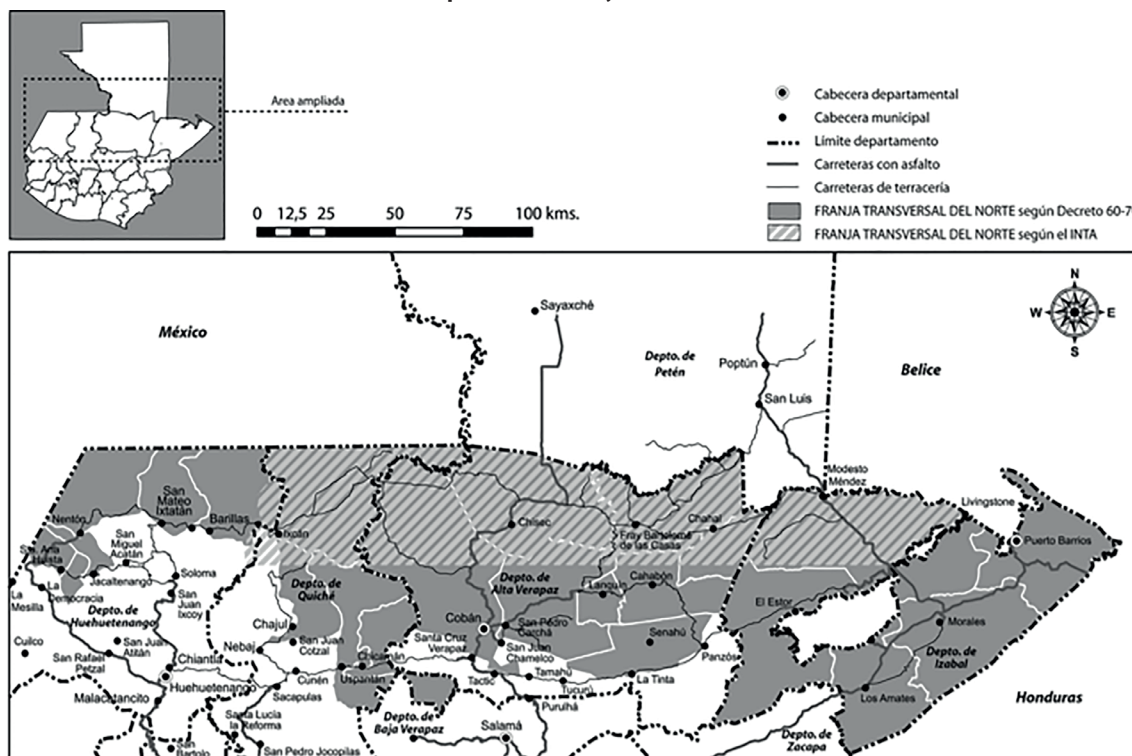 Area ampliada
0 12,5 25 50 75 100 kms.
Cabecera departamental
Cabecera municipal
Límite departamento
Carreteras con asfalto
Carreteras de terracería
FRANJA TRANSVERSAL DEL NORTE según Decreto 60-7
FRANJA TRANSVERSAL DEL NORTE según el INTA
N
W
E
S
México
Sayaxché
Depto. de
Petén
Poptún
San Luis
Belice
Modesto
Méndez
Livingstone
Puerto Barrios
Nentón
San
Mateo
Ixtatán
Barillas
Ixcán
Chisec
Fray Bartolomé
de las Casas
Chahal
Sta. Ana
Huista
San
Miguel
Acatán
Jacaltenango
Soloma
La
Democracia
La
Mesilla
San
Juan
Ixcoy
Depto. de
Huehuetenango
Depto. de
Quiché
Depto. de
Alta Verapaz
Lanquín
Cahabón
El Estor
Cuilco
San Juan
Atitán
San Rafael
Petzal
Chiantla
Huehuetenango
Malacatancito
Chajul
Nebaj
San Juan
Cotzal
Chicamán
Cunén
Uspantán
Sacapulas
Cobán
San Pedro
Carchá
Santa Cruz
Verapaz
San Juan
Chamelco
Tactic
Tamahú
Tucurú
Senahú
Panzós
La Tinta
Purulhá
Morales
Depto. de
Izabal
Los Amates
Honduras
Santa Lucía
la Reforma
San
Bartolo
San Pedro Jocopilas
Depto. de
Baja Verapaz
Salamá
Depto. de
Zacapa